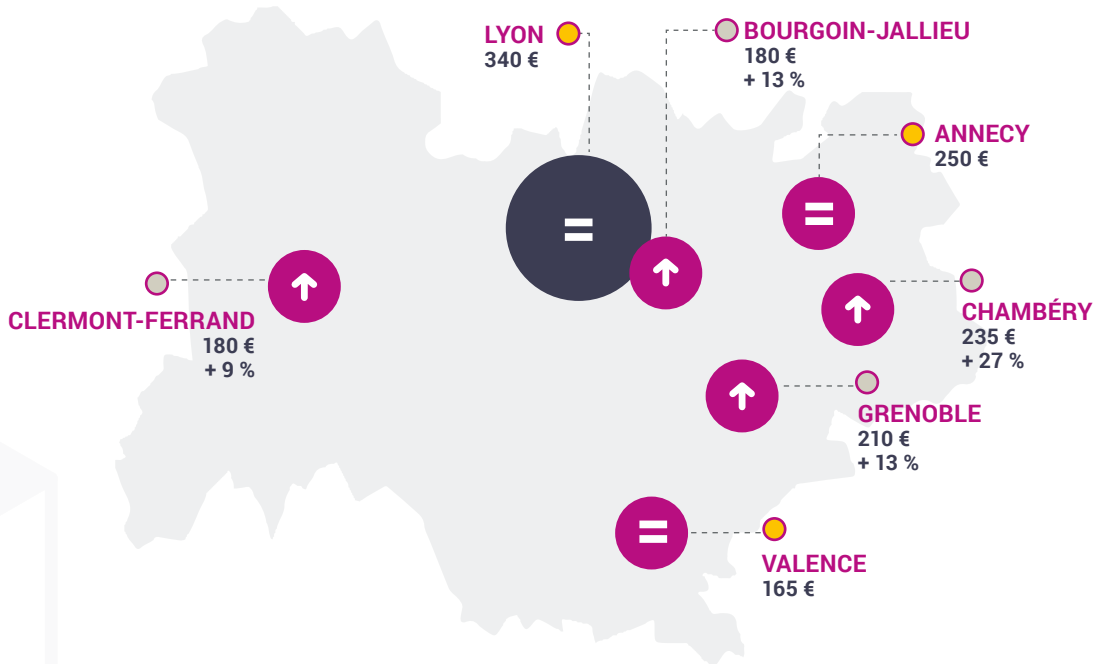 LYON
340 €
BOURGOIN-JALLIEU
180 €
+ 13 %
ANNECY
250 €
CLERMONT-FERRAND
180 €
+ 9 %
CHAMBÉRY
235 €
+ 27 %
GRENOBLE
210 €
+ 13 %
VALENCE
165 €